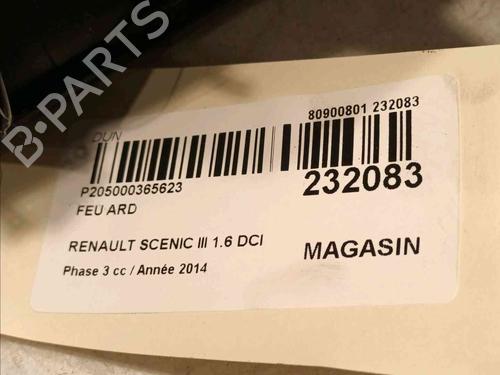 B-PARTS
DUN
80900801 232083
P205000365623
232083
FEU ARD
RENAULT SCENIC III 1.6 DCI
MAGASIN
Phase 3 cc / Année 2014